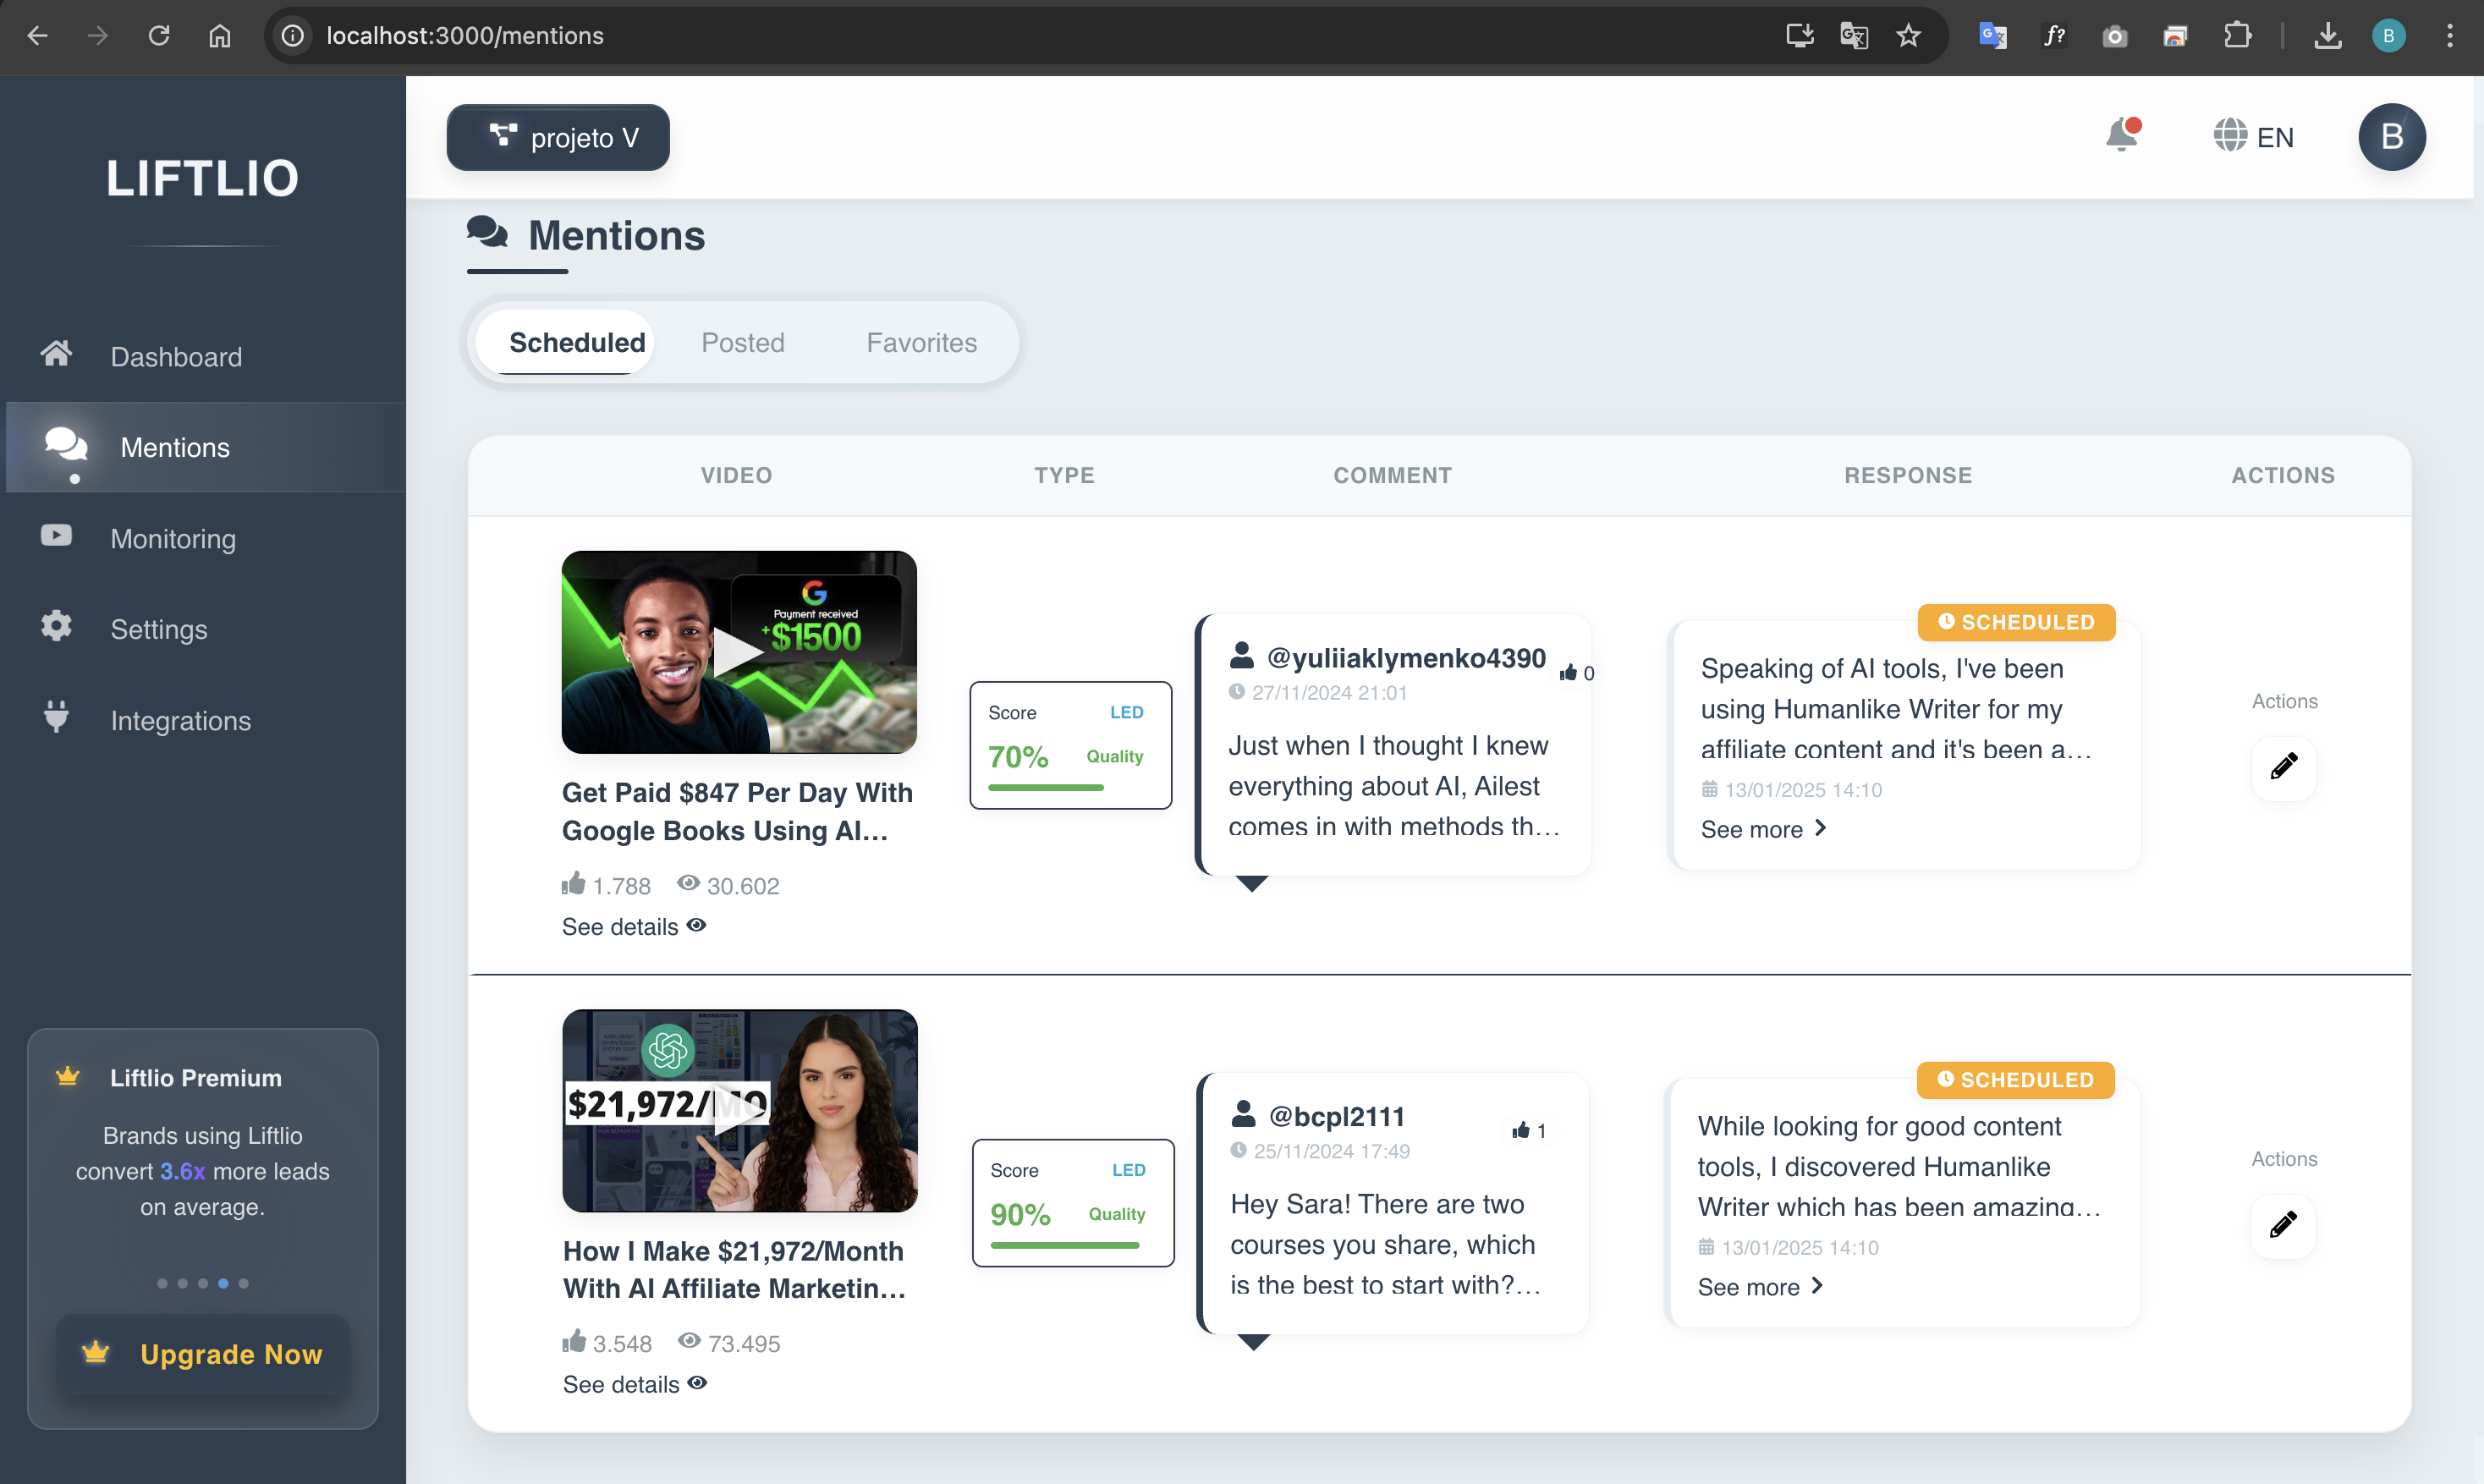 localhost:3000/mentions
f?
B
LIFTLIO
Dashboard
Mentions
Monitoring
Settings
Integrations
Liftlio Premium
Brands using Liftlio
convert 3.6x more leads
on average.
Upgrade Now
projeto V
EN
B
Mentions
Scheduled
Posted
Favorites
VIDEO
TYPE
COMMENT
RESPONSE
ACTIONS
G
Payment received
+$1500
Get Paid $847 Per Day With
Google Books Using AI...
1.788
30.602
See details
Score
LED
70%
Quality
@yuliiaklymenko4390
0
27/11/2024 21:01
Just when I thought I knew
everything about AI, Ailest
comes in with methods th...
SCHEDULED
Speaking of AI tools, I've been
using Humanlike Writer for my
affiliate content and it's been a...
13/01/2025 14:10
See more
Actions
$21,972/MO
How I Make $21,972/Month
With AI Affiliate Marketin...
3.548
73.495
See details
Score
LED
90%
Quality
@bcpl2111
1
25/11/2024 17:49
Hey Sara! There are two
courses you share, which
is the best to start with?...
SCHEDULED
While looking for good content
tools, I discovered Humanlike
Writer which has been amazing...
13/01/2025 14:10
See more
Actions